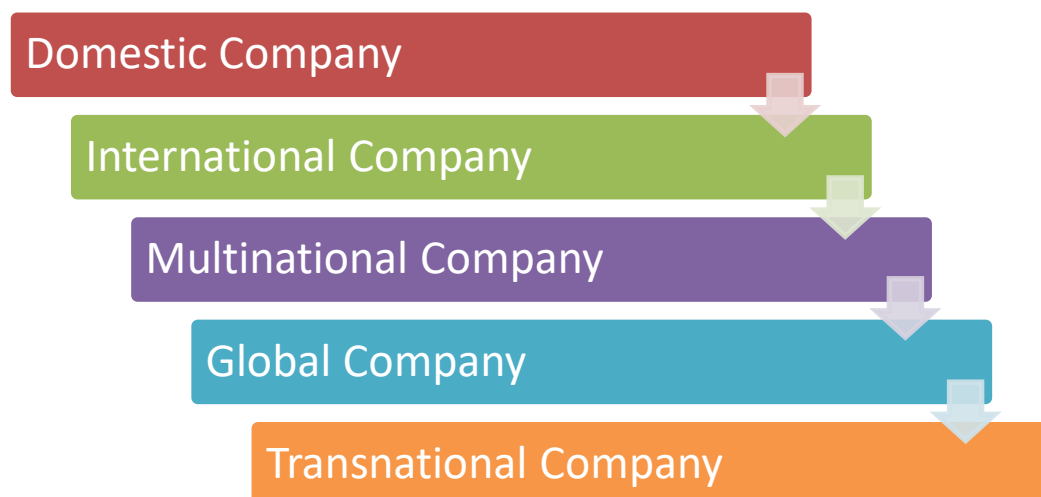 Domestic Company
International Company
Multinational Company
Global Company
Transnational Company